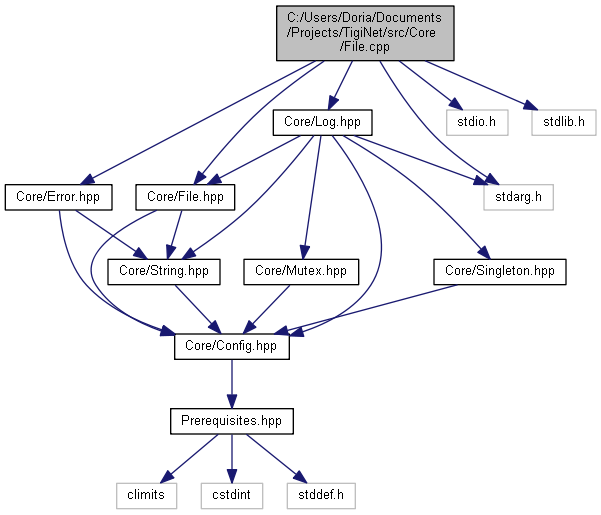 C:/Users/Doria/Documents
/Projects/TigiNet/src/Core
/File.cpp
Core/Log.hpp
stdio.h
stdlib.h
Core/Error.hpp
Core/File.hpp
stdarg.h
Core/String.hpp
Core/Mutex.hpp
Core/Singleton.hpp
Core/Config.hpp
Prerequisites.hpp
climits
cstdint
stddef.h